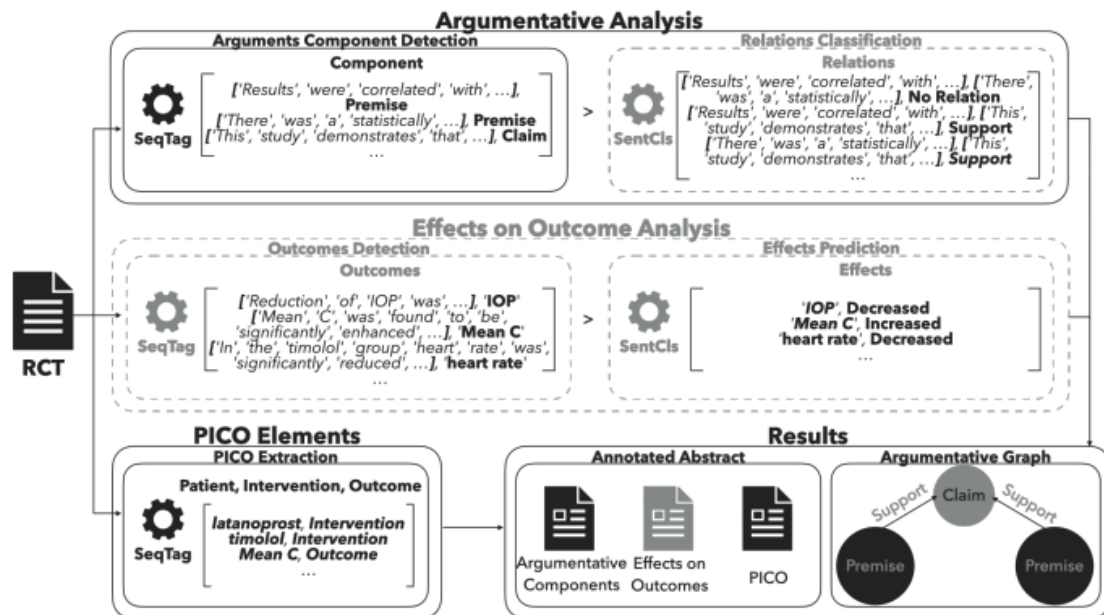 Argumentative Analysis
Arguments Component Detection
Component
SeqTag
['Results', 'were', 'correlated', 'with', ...],
Premise
['There', 'was', 'a', 'statistically', ...], Premise
['This', 'study', 'demonstrates', 'that', ...], Claim
...
>
Relations Classification
Relations
SentCls
['Results', 'were', 'correlated', 'with', ...], ['There',
'was', 'a', 'statistically', ...], No Relation
['Results', 'were', 'correlated', 'with', ...], ['This',
'study', 'demonstrates', 'that', ...], Support
['There', 'was', 'a', 'statistically', ...], ['This',
'study', 'demonstrates', 'that', ...], Support
...
RCT
Effects on Outcome Analysis
Outcomes Detection
Outcomes
SeqTag
['Reduction', 'of', 'IOP', 'was', ...], 'IOP'
['Mean', 'C', 'was', 'found', 'to', 'be',
'significantly', 'enhanced', ...], 'Mean C'
['In', 'the', 'timolol', 'group', 'heart', 'rate', 'was',
'significantly', 'reduced', ...], 'heart rate'
...
>
Effects Prediction
Effects
SentCls
'IOP', Decreased
'Mean C', Increased
'heart rate', Decreased
...
PICO Elements
PICO Extraction
Patient, Intervention, Outcome
SeqTag
latanoprost, Intervention
timolol, Intervention
Mean C, Outcome
...
Results
Annotated Abstract
Argumentative
Components
Effects on
Outcomes
PICO
Argumentative Graph
Claim
Support
Support
Premise
Premise